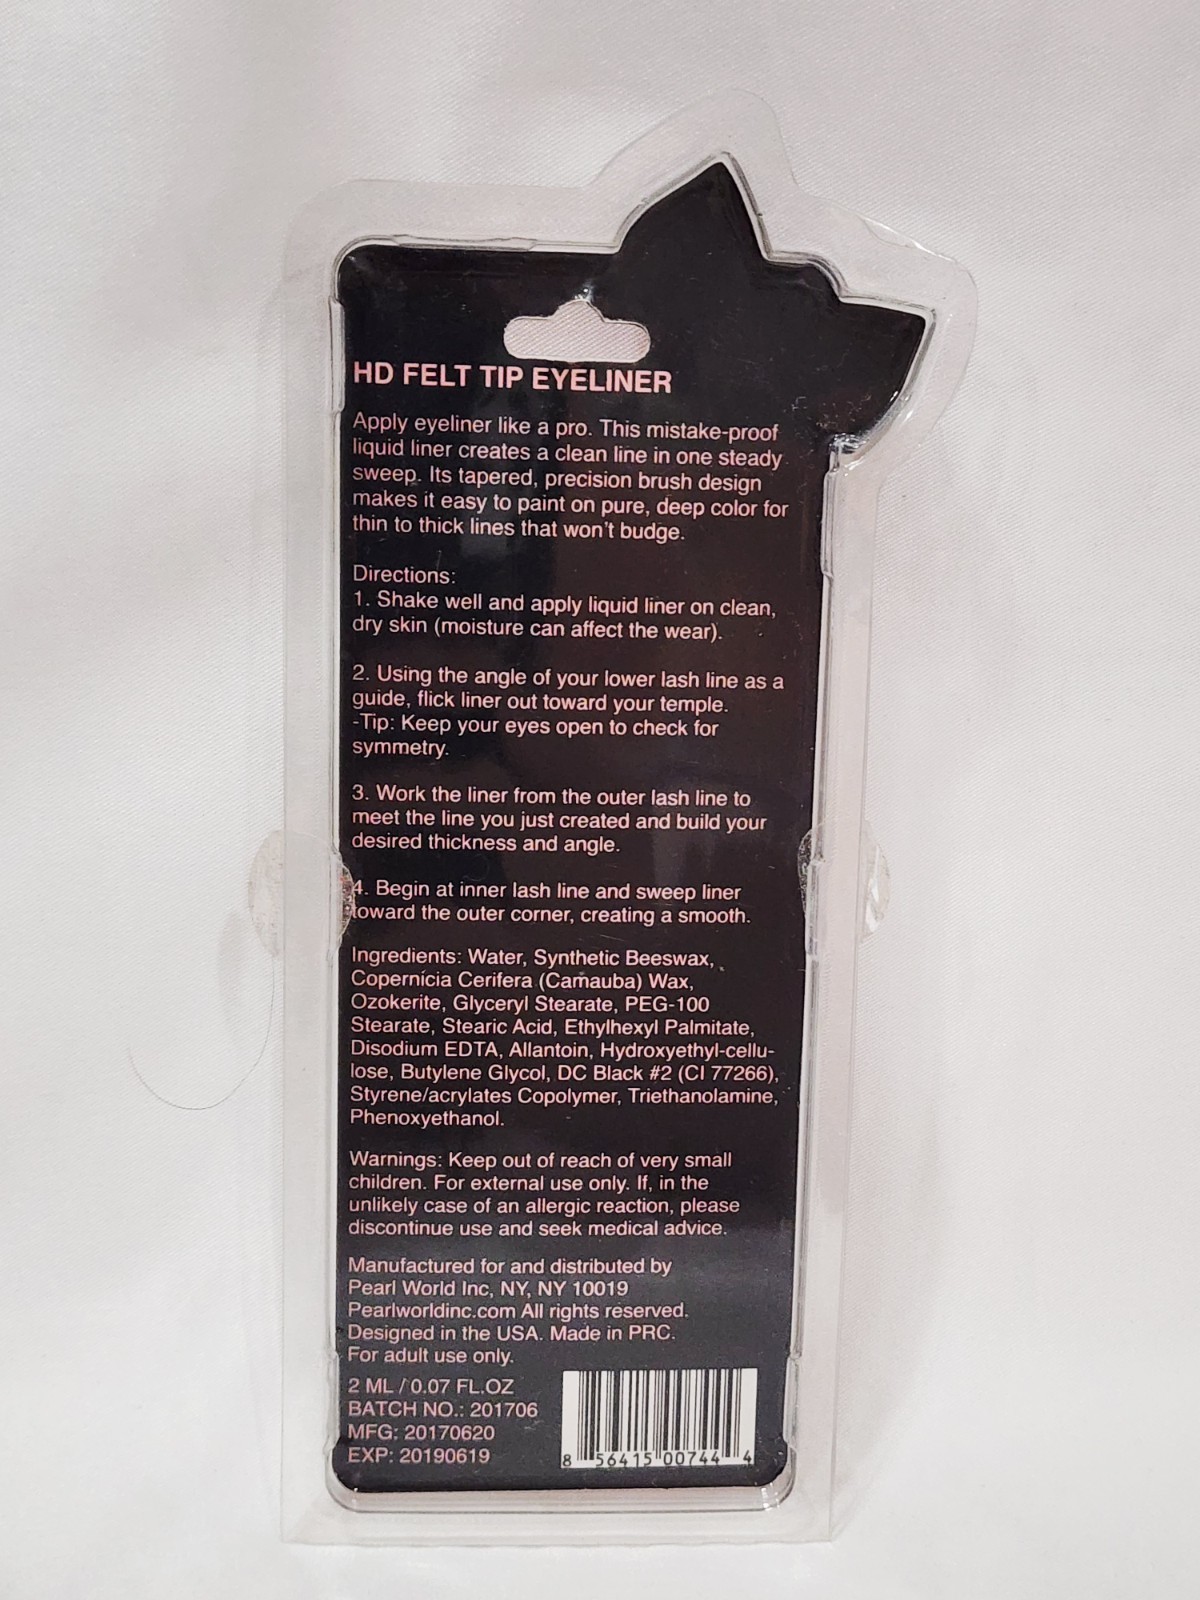 HD FELT TIP EYELINER
Apply eyeliner like a pro. This mistake-proof
liquid liner creates a clean line in one steady
sweep. Its tapered, precision brush design
makes it easy to paint on pure, deep color for
thin to thick lines that won't budge.
Directions:
1. Shake well and apply liquid liner on clean,
dry skin (moisture can affect the wear).
2. Using the angle of your lower lash line as a
guide, flick liner out toward your temple.
-Tip: Keep your eyes open to check for
symmetry.
3. Work the liner from the outer lash line to
meet the line you just created and build your
desired thickness and angle.
4. Begin at inner lash line and sweep liner
toward the outer corner, creating a smooth.
Ingredients: Water, Synthetic Beeswax,
Copernícia Cerifera (Camauba) Wax,
Ozokerite, Glyceryl Stearate, PEG-100
Stearate, Stearic Acid, Ethylhexyl Palmitate,
Disodium EDTA, Allantoin, Hydroxyethyl-cellu-
lose, Butylene Glycol, DC Black #2 (CI 77266),
Styrene/acrylates Copolymer, Triethanolamine,
Phenoxyethanol.
Warnings: Keep out of reach of very small
children. For external use only. If, in the
unlikely case of an allergic reaction, please
discontinue use and seek medical advice.
Manufactured for and distributed by
Pearl World Inc, NY, NY 10019
Pearlworldinc.com All rights reserved.
Designed in the USA. Made in PRC.
For adult use only.
2 ML / 0.07 FL.OZ
BATCH NO.: 201706
MFG: 20170620
EXP: 20190619
8 56415 00744 4